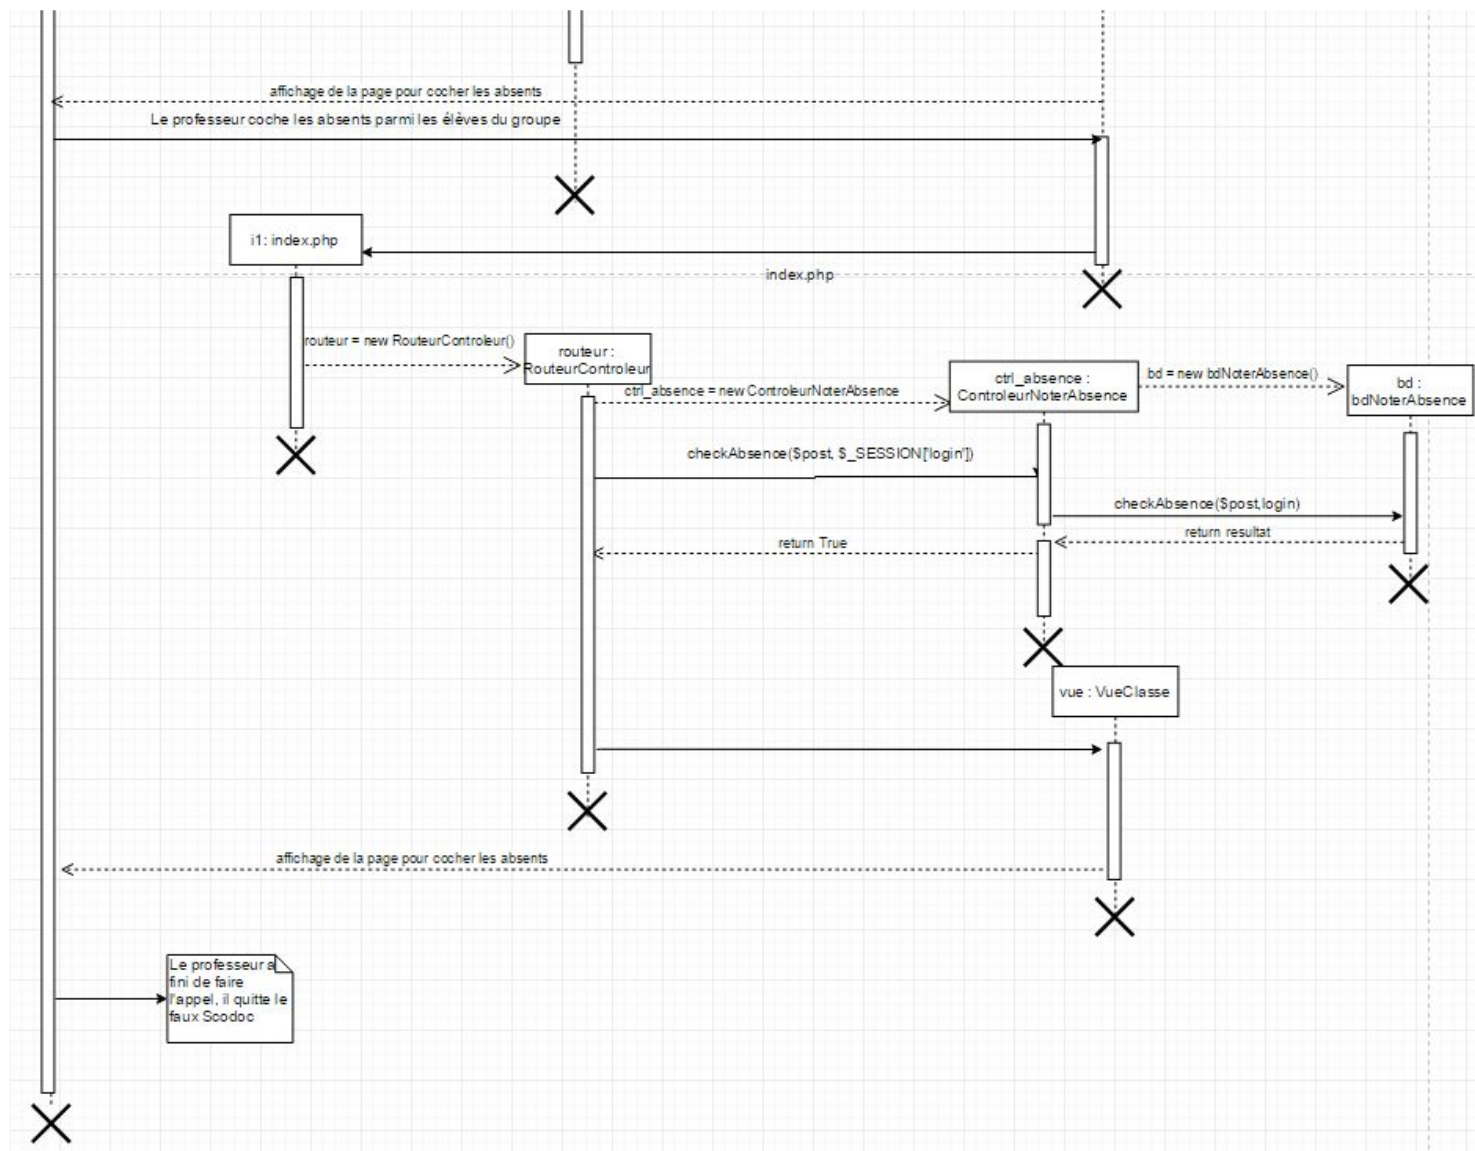 affichage de la page pour cocher les absents
Le professeur coche les absents parmi les élèves du groupe
i1: index.php
index.php
routeur = new RouteurControleur()
routeur :
RouteurControleur
ctrl_absence = new ControleurNoterAbsence
ctrl_absence :
ControleurNoterAbsence
bd = new bdNoterAbsence()
bd :
bdNoterAbsence
checkAbsence($post, $_SESSION['login'])
checkAbsence($post,login)
return resultat
return True
vue : VueClasse
affichage de la page pour cocher les absents
Le professeur a
fini de faire
l'appel, il quitte le
faux Scodoc